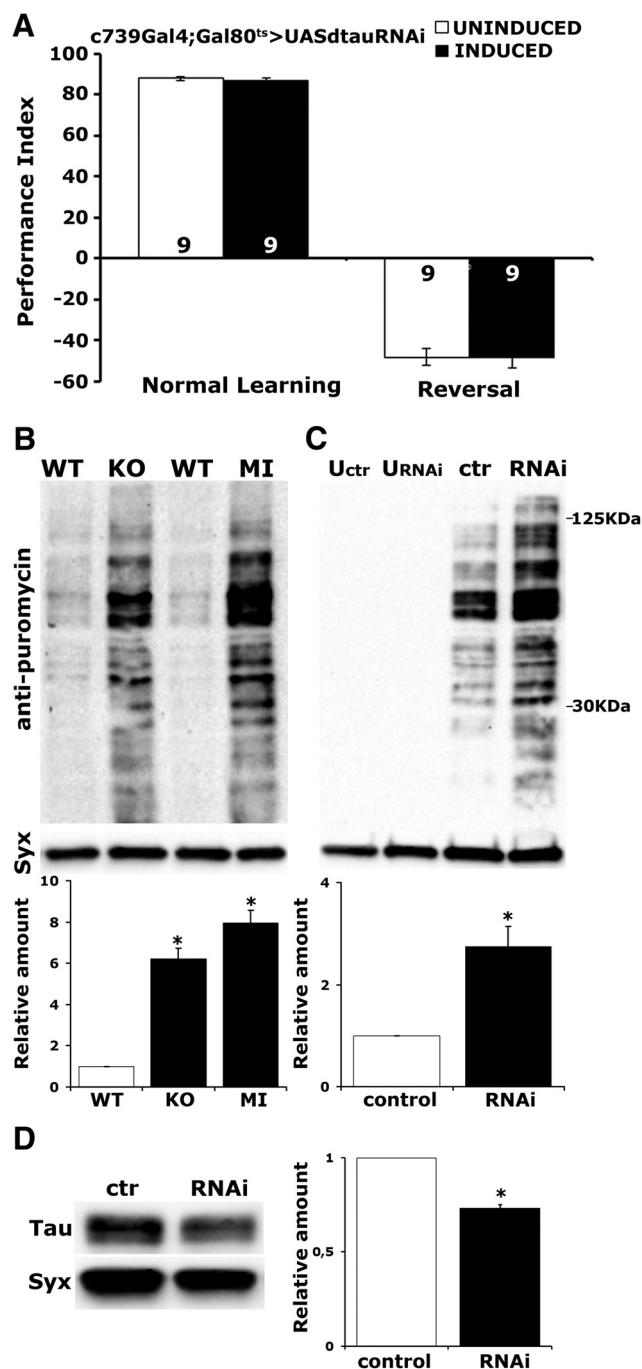 A
c739Gal4;Gal80ts>UASdtauRNAi
UNINDUCED
INDUCED
Performance Index
100
80
60
40
20
0
-20
-40
-60
9 9
9 9
Normal Learning
Reversal
B
WT KO WT MI
anti-puromycin
Syx
Relative amount
10
8
6
4
2
0
*
*
WT KO MI
C
Uctr URNAi ctr RNAi
125KDa
30KDa
Relative amount
4
2
0
*
control RNAi
D
ctr RNAi
Tau
Syx
Relative amount
1
0,5
0
*
control RNAi